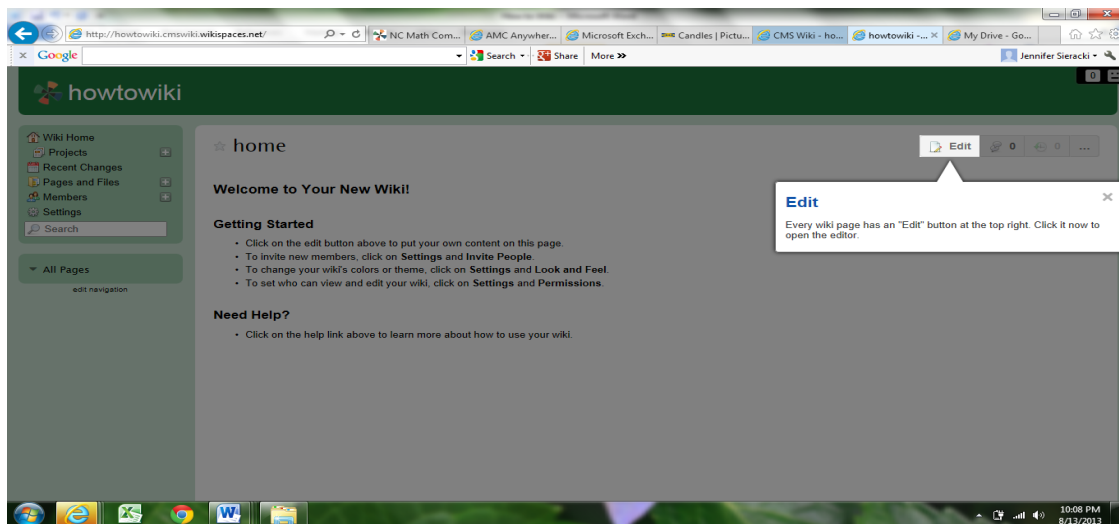 How to Wiki - Microsoft Word
http://howtowiki.cmswiki.wikispaces.net/
NC Math Com... AMC Anywher... Microsoft Exch... Candles | Pictu... CMS Wiki - ho... howtowiki -... My Drive - Go...
Google Search Share More >> Jennifer Sieracki
0
howtowiki
Wiki Home
Projects
Recent Changes
Pages and Files
Members
Settings
Search
All Pages
edit navigation
home
Edit 0 0 ...
Welcome to Your New Wiki!
Getting Started
• Click on the edit button above to put your own content on this page.
• To invite new members, click on Settings and Invite People.
• To change your wiki's colors or theme, click on Settings and Look and Feel.
• To set who can view and edit your wiki, click on Settings and Permissions.
Need Help?
• Click on the help link above to learn more about how to use your wiki.
Edit
Every wiki page has an "Edit" button at the top right. Click it now to
open the editor.
10:08 PM
8/13/2013